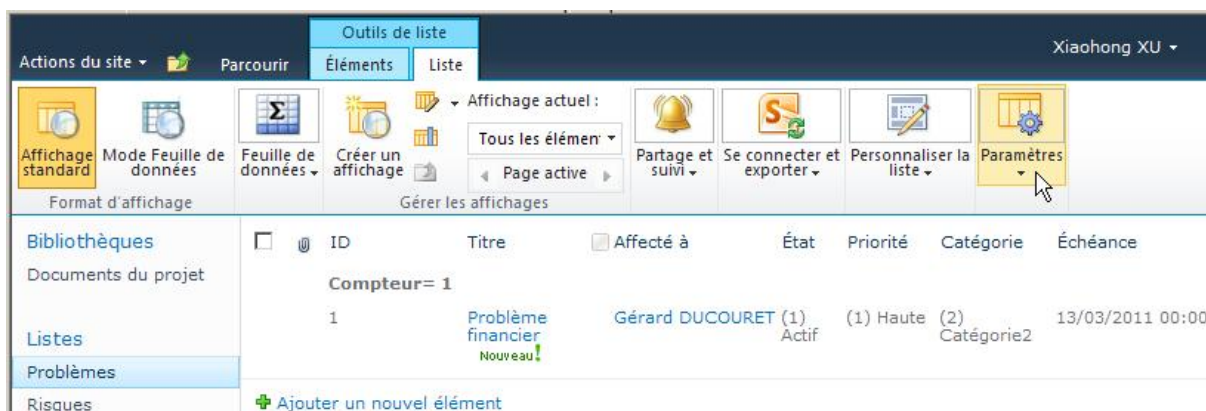 Outils de liste
Actions du site Parcourir Éléments Liste Xiaohong XU
Affichage standard
Mode Feuille de données
Format d'affichage
Feuille de données
Créer un affichage
Affichage actuel :
Tous les élémen
Page active
Gérer les affichages
Partage et suivi
Se connecter et exporter
Personnaliser la liste
Paramètres
Bibliothèques
Documents du projet
Listes
Problèmes
Risques
ID Titre Affecté à État Priorité Catégorie Échéance
Compteur= 1
1 Problème financier Nouveau! Gérard DUCOURET (1) Actif (1) Haute (2) Catégorie2 13/03/2011 00:00
Ajouter un nouvel élément